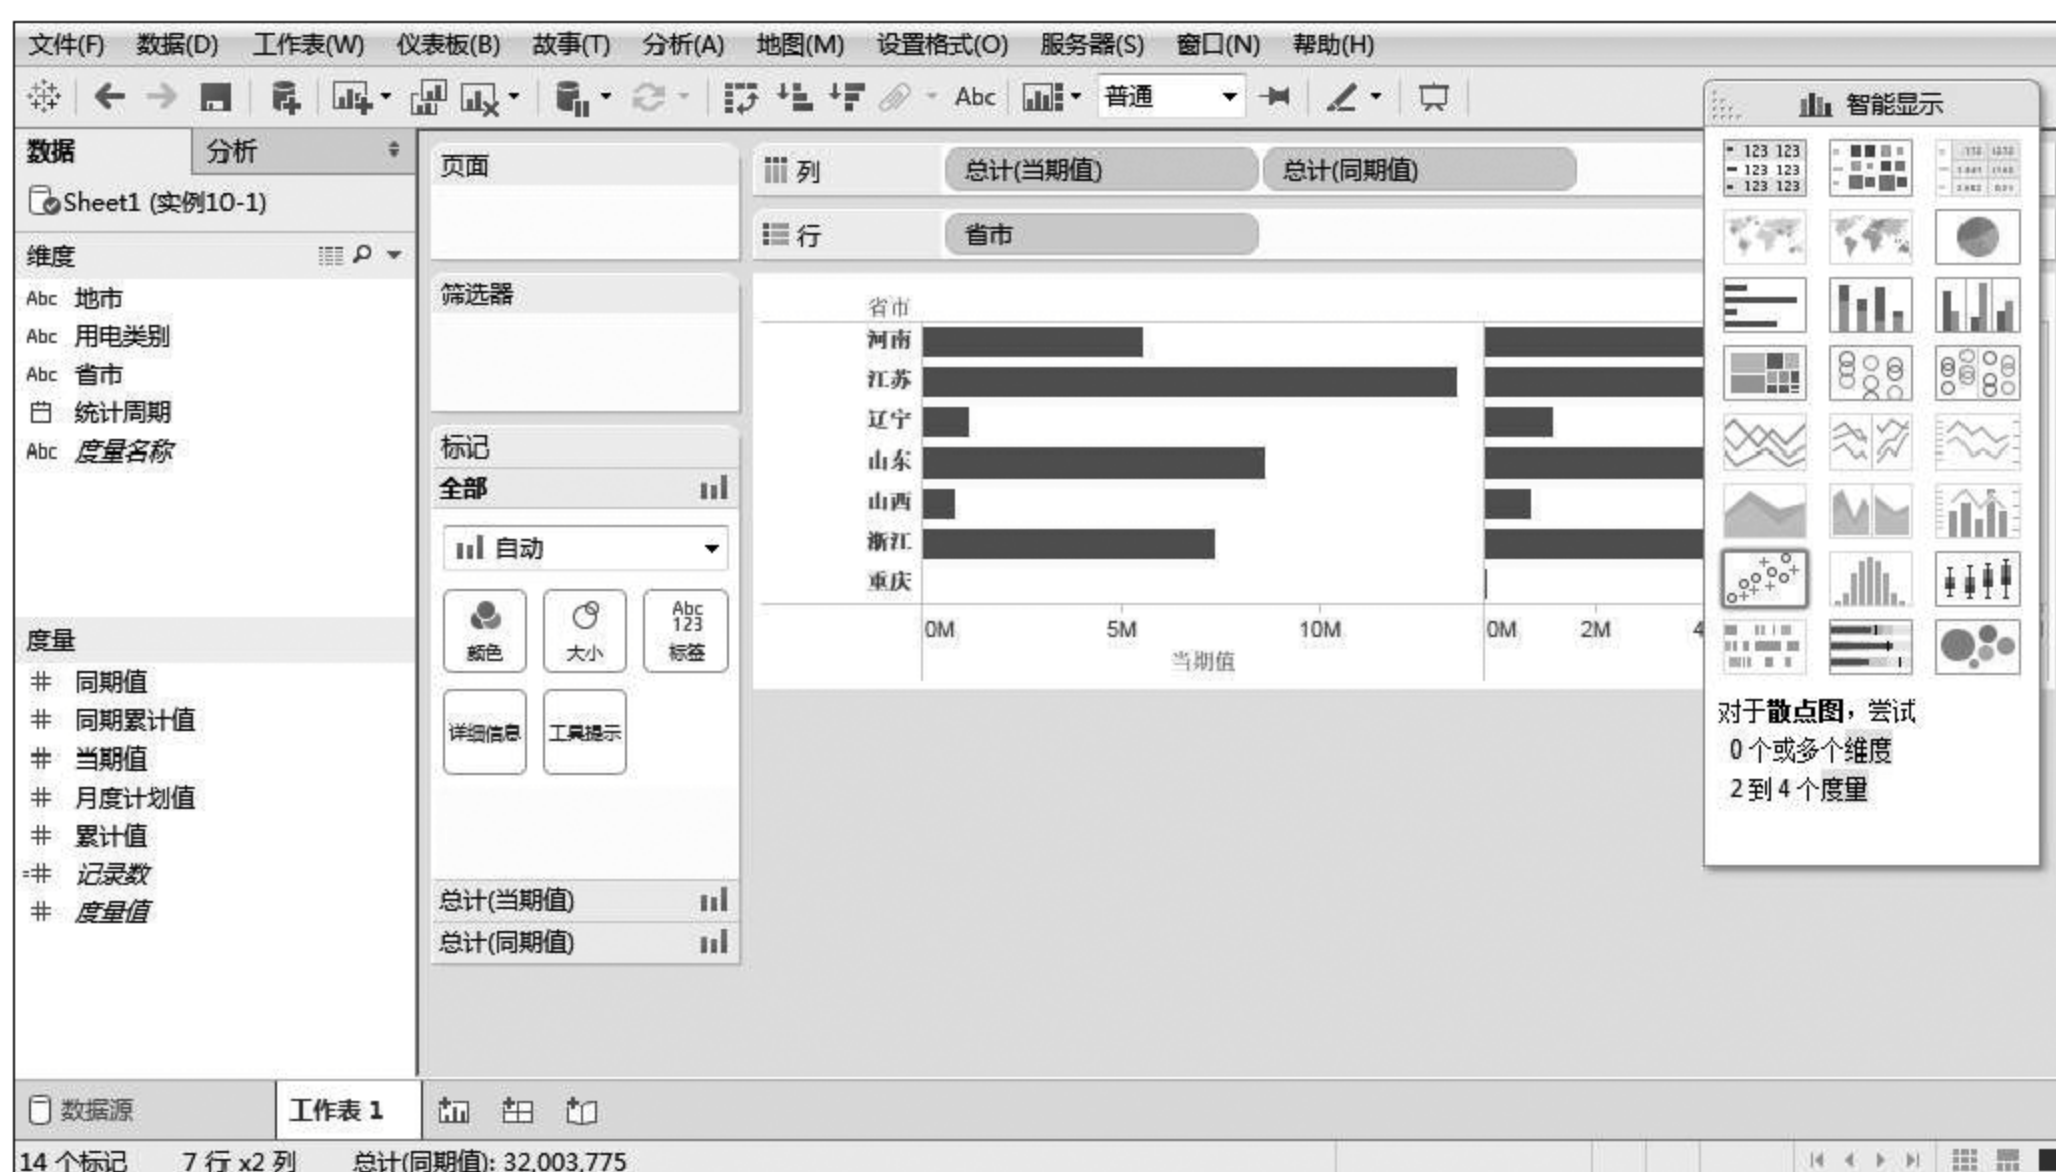 文件(F) 数据(D) 工作表(W) 仪表板(B) 故事(T) 分析(A) 地图(M) 设置格式(O) 服务器(S) 窗口(N) 帮助(H)
Abc 普通
智能显示
数据 分析
Sheet1 (实例10-1)
维度
Abc 地市
Abc 用电类别
Abc 省市
统计周期
Abc 度量名称
度量
# 同期值
# 同期累计值
# 当期值
# 月度计划值
# 累计值
=# 记录数
# 度量值
页面
筛选器
标记
全部
自动
颜色
大小
Abc
123
标签
详细信息
工具提示
总计(当期值)
总计(同期值)
列 总计(当期值) 总计(同期值)
行 省市
省市
河南
江苏
辽宁
山东
山西
浙江
重庆
0M 5M 10M 0M 2M 4
当期值
123 123
123 123
123 123
对于散点图，尝试
0 个或多个维度
2 到 4 个度量
数据源 工作表 1
14 个标记 7 行 x2 列 总计(同期值): 32,003,775